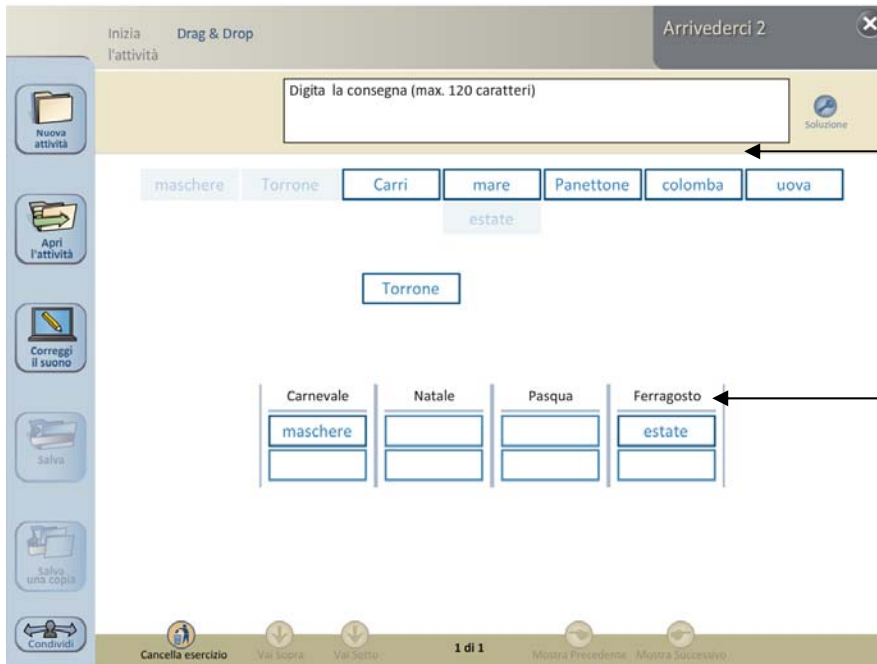 Inizia
l'attività
Drag & Drop
Arrivederci 2
Digita la consegna (max. 120 caratteri)
Soluzione
Nuova
attività
maschere Torrone Carri mare Panettone colomba uova
estate
Apri
l'attività
Torrone
Correggi
il suono
Carnevale Natale Pasqua Ferragosto
maschere estate
Salva
Salva
una copia
Condividi
Cancella esercizio Vai Sopra Vai Sotto 1 di 1 Mostra Precedente Mostra Successivo